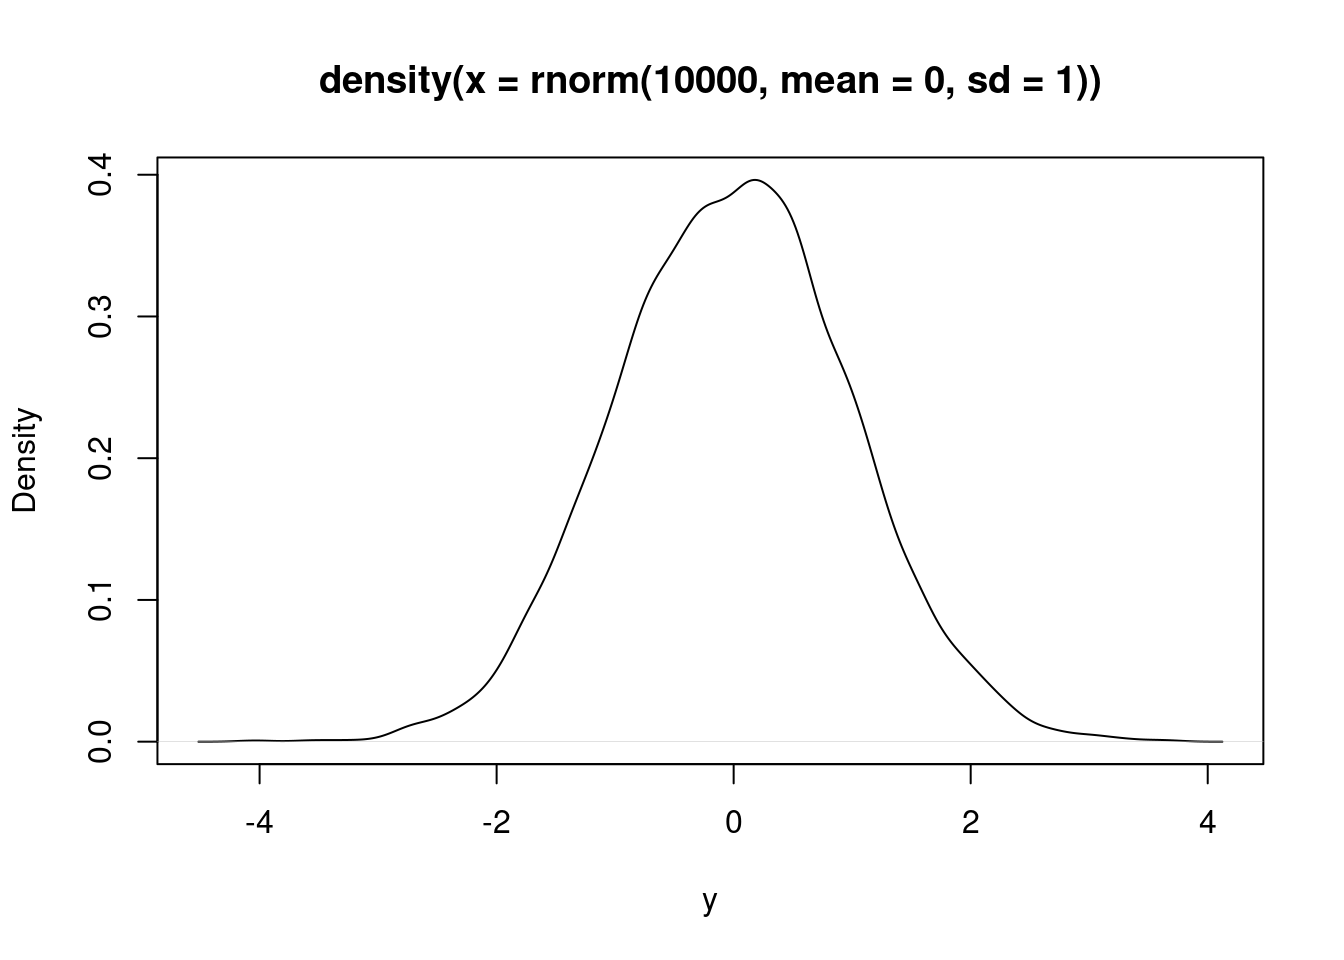 density(x = rnorm(10000, mean = 0, sd = 1))
0.4
0.3
0.2
0.1
0.0
Density
-4 -2 0 2 4
y